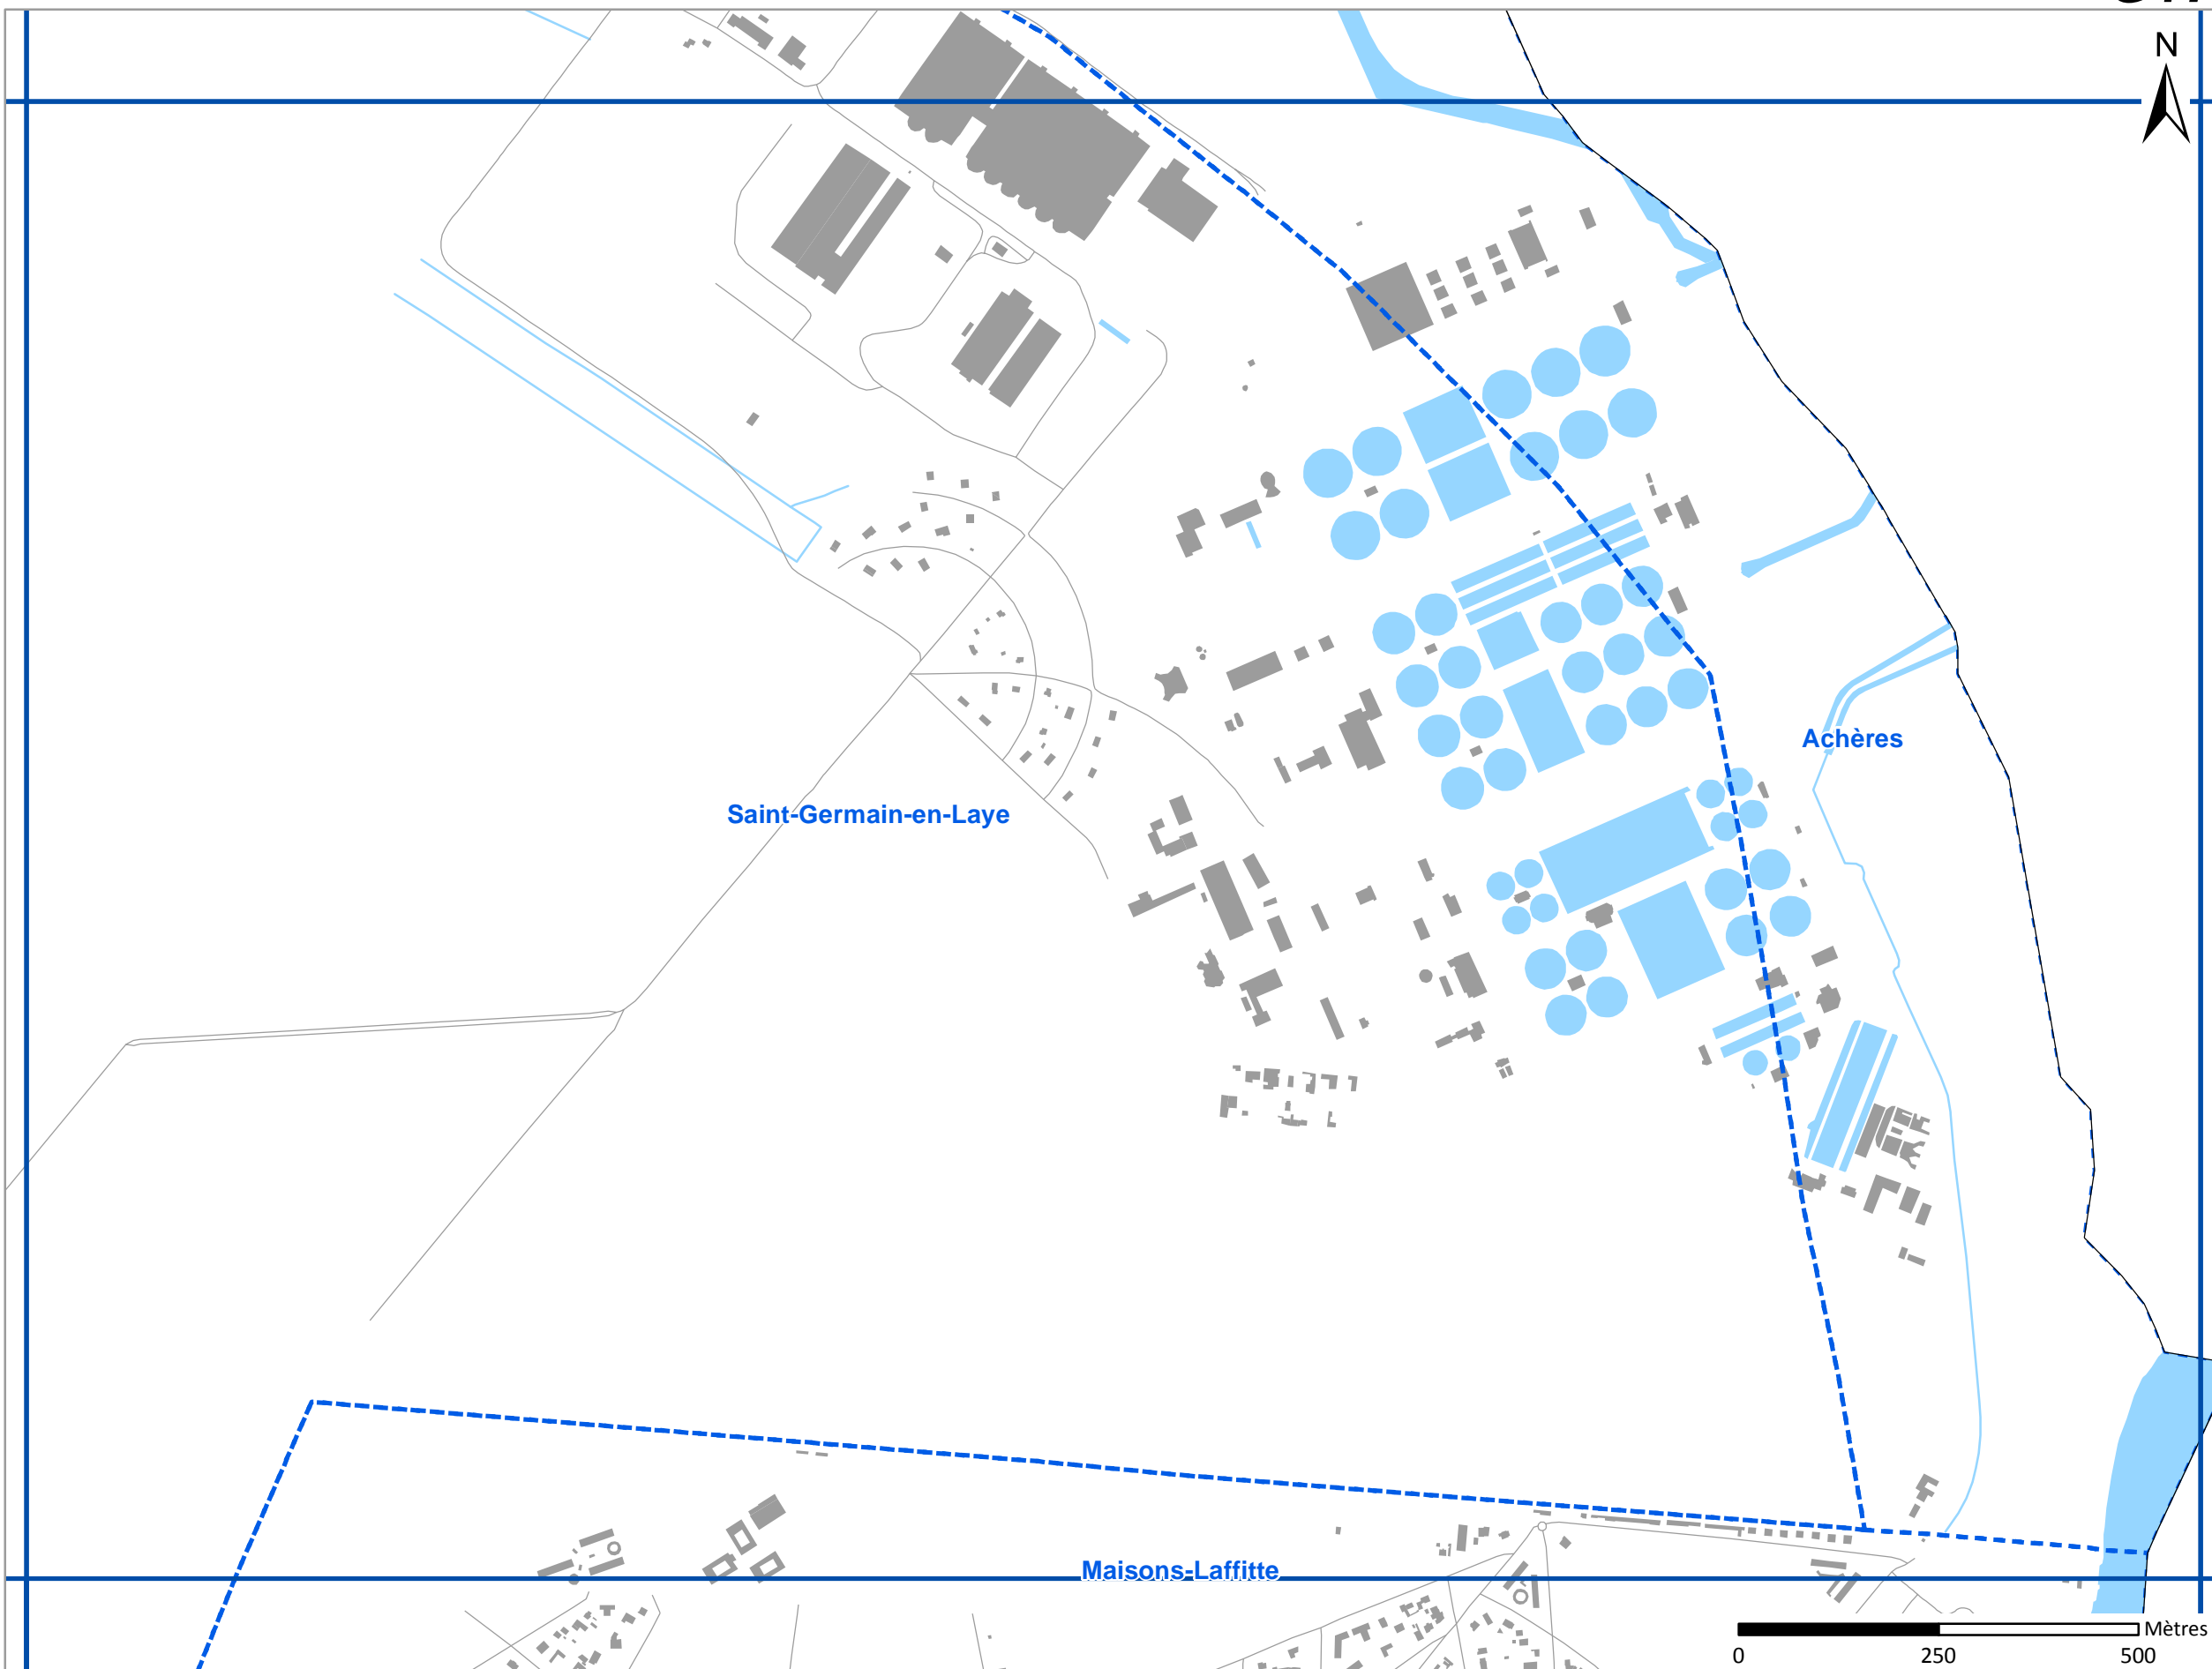 N
Achères
Saint-Germain-en-Laye
Maisons-Laffitte
Mètres
0 250 500